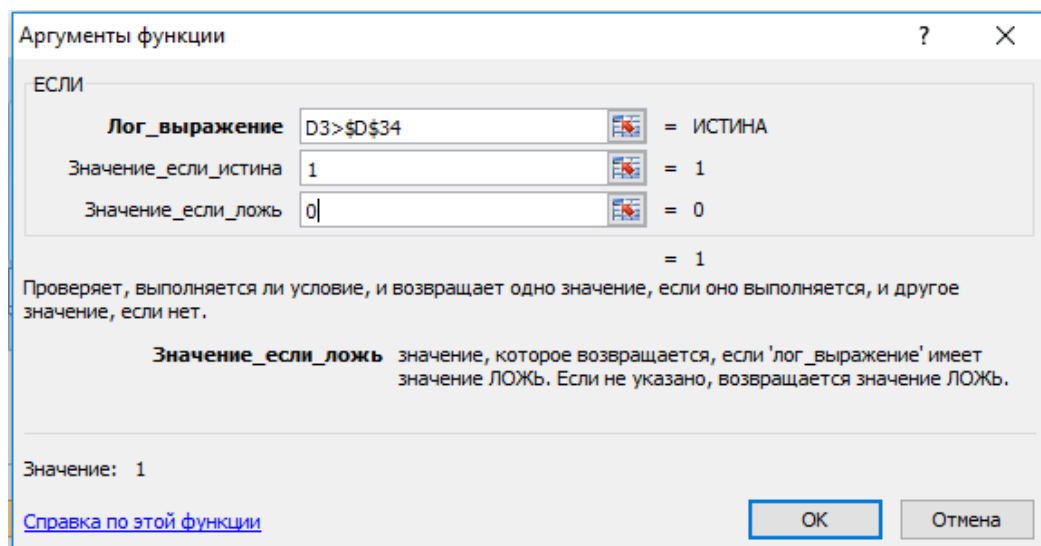 Аргументы функции ? ×
ЕСЛИ
Лог_выражение D3>$D$34 = ИСТИНА
Значение_если_истина 1 = 1
Значение_если_ложь 0 = 0
= 1
Проверяет, выполняется ли условие, и возвращает одно значение, если оно выполняется, и другое
значение, если нет.
Значение_если_ложь значение, которое возвращается, если 'лог_выражение' имеет
значение ЛОЖЬ. Если не указано, возвращается значение ЛОЖЬ.
Значение: 1
Справка по этой функции ОК Отмена